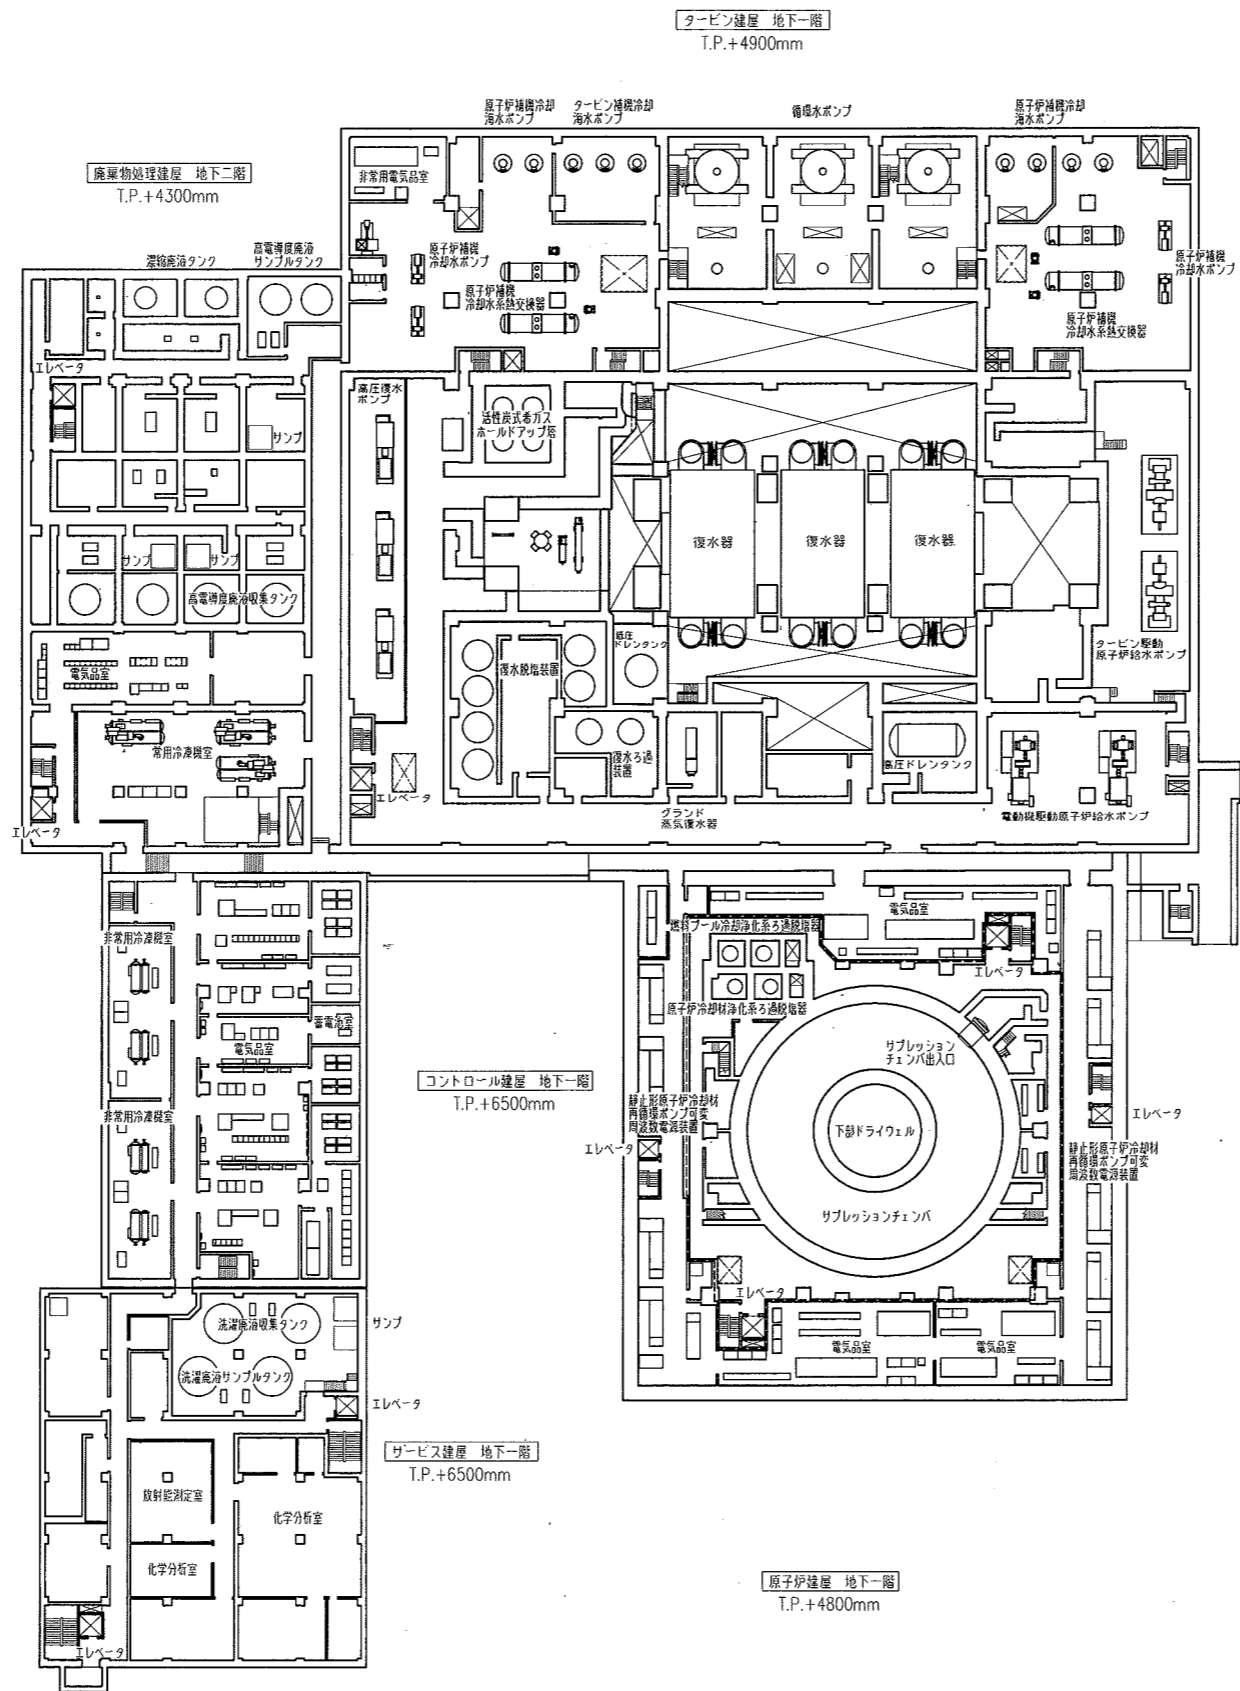 タービン建屋 地下一階
T.P.+4900mm
原子炉補機冷却
海水ポンプ
タービン補機冷却
海水ポンプ
循環水ポンプ
原子炉補機冷却
海水ポンプ
廃棄物処理建屋 地下二階
T.P.+4300mm
非常用電気品室
濃縮廃液タンク
高電導度廃液
サンプルタンク
原子炉補機
冷却水ポンプ
原子炉補機
冷却水系熱交換器
原子炉補機
冷却水ポンプ
原子炉補機
冷却水系熱交換器
エレベータ
高圧復水
ポンプ
活性炭式希ガス
ホールドアップ塔
サンプ
復水器
復水器
復水器
サンプ
サンプ
高電導度廃液収集タンク
低圧
ドレンタンク
タービン駆動
原子炉給水ポンプ
復水脱塩装置
電気品室
常用冷凍機室
復水ろ過
装置
高圧ドレンタンク
エレベータ
エレベータ
グランド
蒸気復水器
電動機駆動原子炉給水ポンプ
電気品室
燃料プール冷却浄化系ろ過脱塩器
非常用冷凍機室
エレベータ
原子炉冷却材浄化系ろ過脱塩器
蓄電池室
電気品室
サプレッション
チェンバ出入口
コントロール建屋 地下一階
T.P.+6500mm
静止形原子炉冷却材
再循環ポンプ可変
周波数電源装置
非常用冷凍機室
エレベータ
下部ドライウェル
エレベータ
静止形原子炉冷却材
再循環ポンプ可変
周波数電源装置
サプレッションチェンバ
エレベータ
洗濯廃液収集タンク
サンプ
電気品室
電気品室
洗濯廃液サンプルタンク
エレベータ
サービス建屋 地下一階
T.P.+6500mm
放射能測定室
化学分析室
化学分析室
原子炉建屋 地下一階
T.P.+4800mm
エレベータ